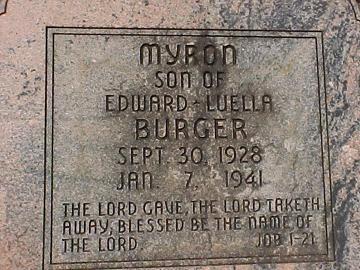 MYRON
SON OF
EDWARD - LUELLA
BURGER
SEPT. 30, 1928
JAN. 7, 1941
THE LORD GAVE, THE LORD TAKETH
AWAY, BLESSED BE THE NAME OF
THE LORD. JOB 1-21